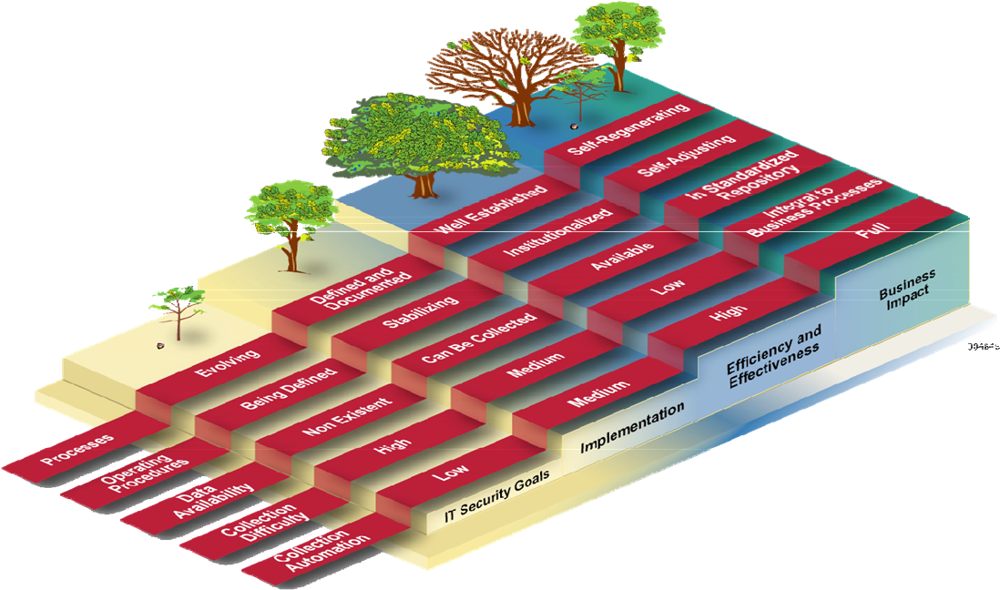 Self-Regenerating
Self-Adjusting
In Standardized
Repository
Integral to
Business Processes
Full
Well Established
Institutionalized
Available
Low
High
Defined and
Documented
Stabilizing
Can Be Collected
Medium
Medium
Evolving
Being Defined
Non Existent
High
Low
Processes
Operating
Procedures
Data
Availability
Collection
Difficulty
Collection
Automation
IT Security Goals
Implementation
Efficiency and
Effectiveness
Business
Impact